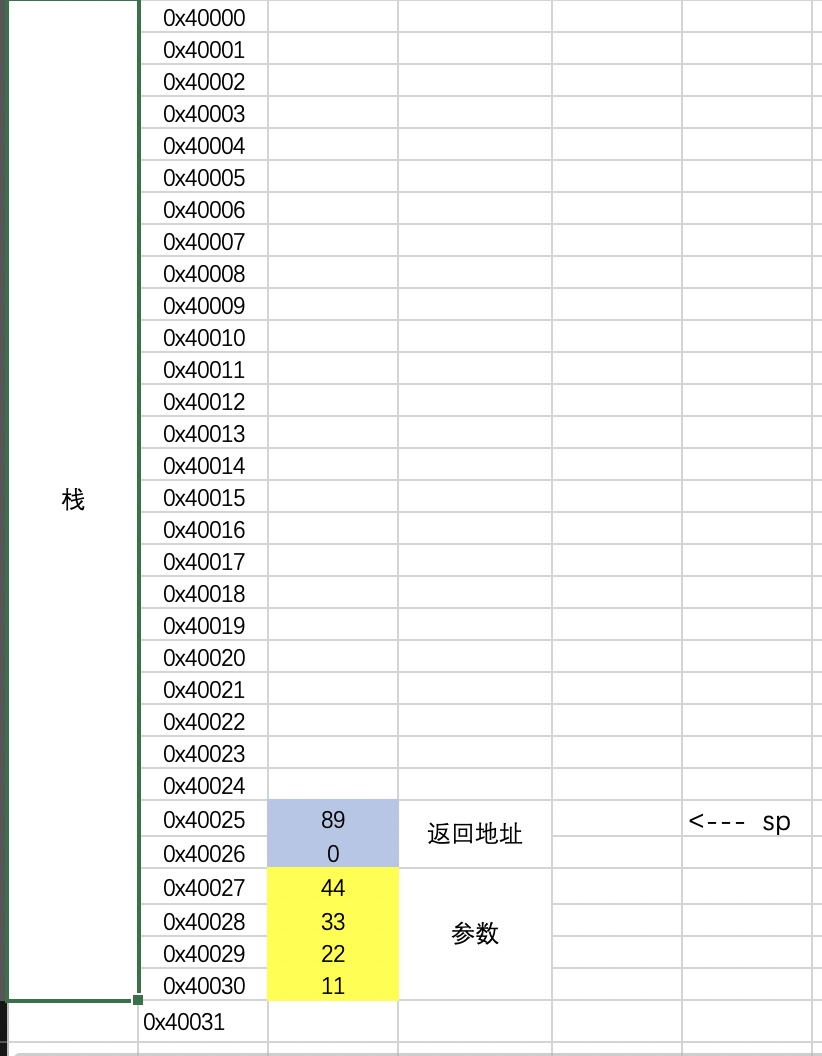 0x40000
0x40001
0x40002
0x40003
0x40004
0x40005
0x40006
0x40007
0x40008
0x40009
0x40010
0x40011
0x40012
0x40013
0x40014
栈 0x40015
0x40016
0x40017
0x40018
0x40019
0x40020
0x40021
0x40022
0x40023
0x40024
0x40025 89 返回地址 <--- sp
0x40026 0
0x40027 44
0x40028 33 参数
0x40029 22
0x40030 11
0x40031